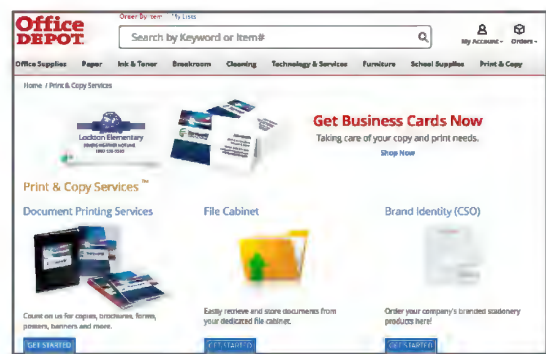 Office
DEPOT
Order By Item My Lists
Search by Keyword or Item#
My Account Orders
Office Supplies Paper Ink & Toner Breakroom Cleaning Technology & Services Furniture School Supplies Print & Copy
Home / Print & Copy Services
Lockton Elementary
Get Business Cards Now
Taking care of your copy and print needs.
Shop Now
Print & Copy Services ™
Document Printing Services
File Cabinet
Brand Identity (CSO)
Count on us for copies, brochures, forms,
posters, banners and more.
Easily retrieve and store documents from
your dedicated file cabinet.
Order your company's branded stationery
products here!
GET STARTED
GET STARTED
GET STARTED